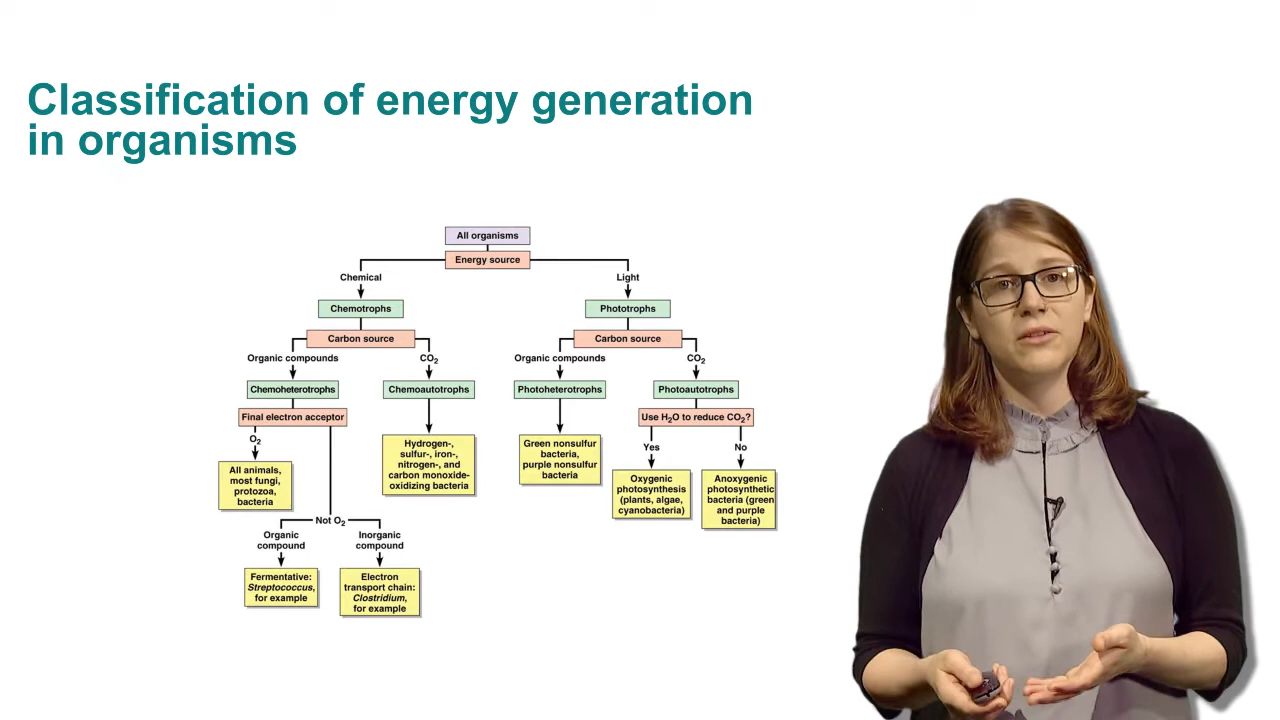 Classification of energy generation
in organisms
All organisms
Energy source
Chemical
Light
Chemotrophs
Phototrophs
Carbon source
Carbon source
Organic compounds
CO₂
Organic compounds
CO₂
Chemoheterotrophs
Chemoautotrophs
Photoheterotrophs
Photoautotrophs
Final electron acceptor
Use H₂O to reduce CO₂?
O₂
Yes
No
All animals,
most fungi,
protozoa,
bacteria
Hydrogen-,
sulfur-, iron-,
nitrogen-, and
carbon monoxide-
oxidizing bacteria
Green nonsulfur
bacteria,
purple nonsulfur
bacteria
Oxygenic
photosynthesis
(plants, algae,
cyanobacteria)
Anoxygenic
photosynthetic
bacteria (green
and purple
bacteria)
Not O₂
Organic
compound
Inorganic
compound
Fermentative:
Streptococcus,
for example
Electron
transport chain:
Clostridium,
for example